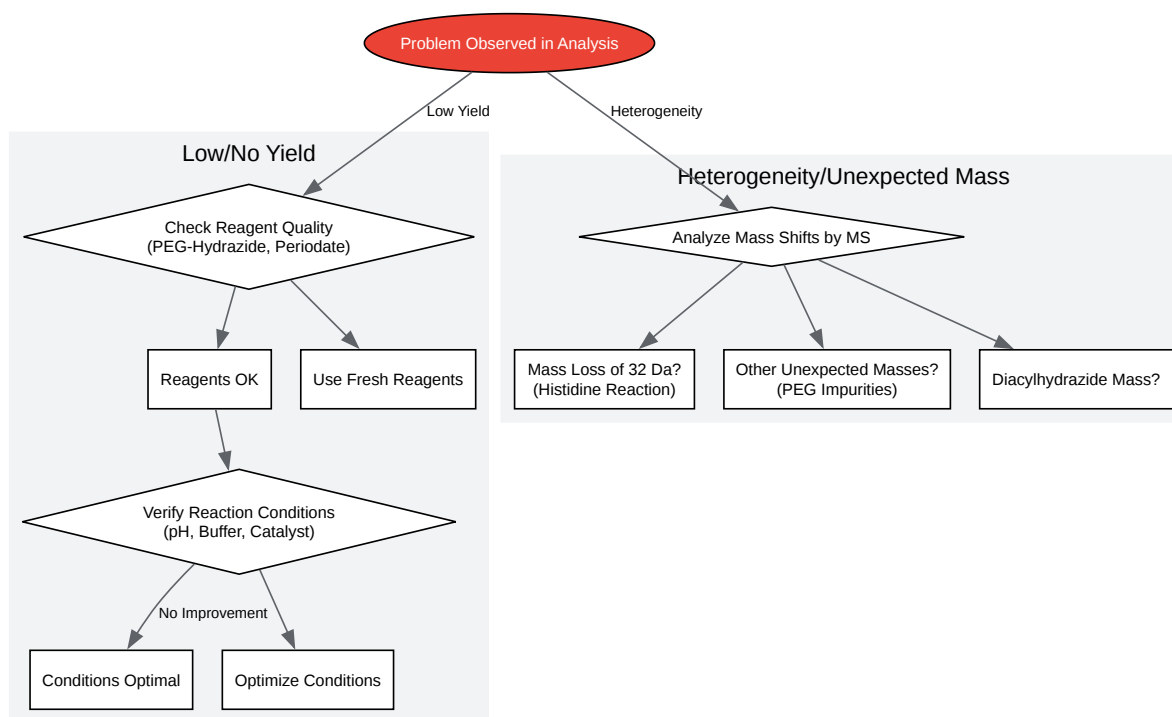 Problem Observed in Analysis
Low Yield
Heterogeneity
Low/No Yield
Heterogeneity/Unexpected Mass
Check Reagent Quality
(PEG-Hydrazide, Periodate)
Analyze Mass Shifts by MS
Reagents OK
Use Fresh Reagents
Mass Loss of 32 Da?
(Histidine Reaction)
Other Unexpected Masses?
(PEG Impurities)
Diacylhydrazide Mass?
Verify Reaction Conditions
(pH, Buffer, Catalyst)
No Improvement
Conditions Optimal
Optimize Conditions